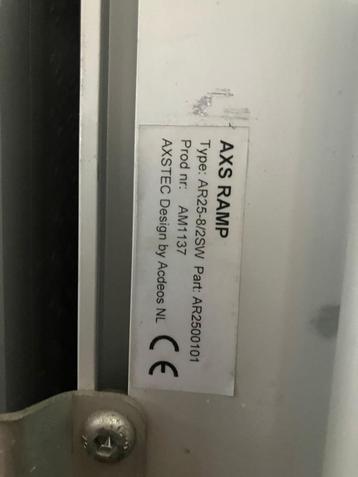 AXS RAMP
Type: AR25-8/2SW Part: AR2500101
Prod nr: AM1137
AXSTEC Design by Acdeos NL
CE